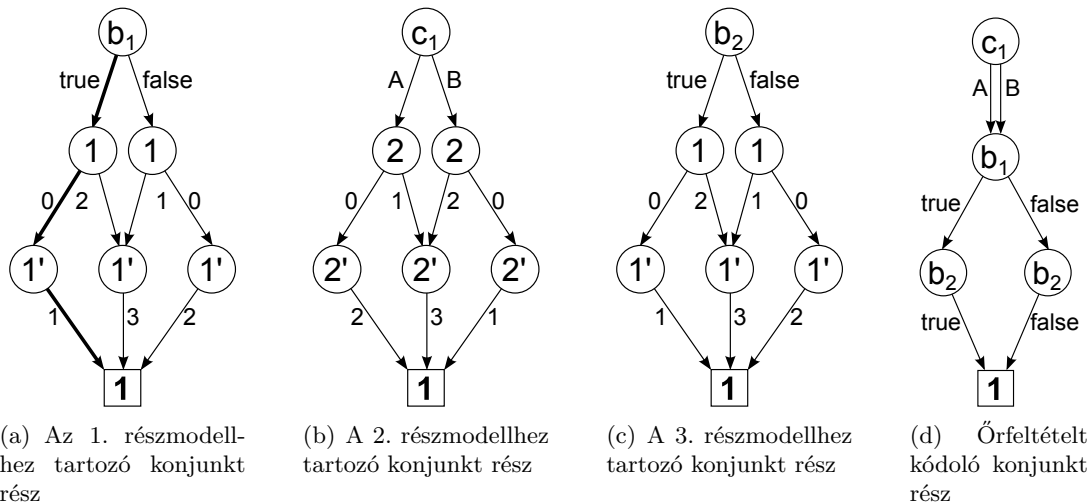 b1
true false
1 1
0 2 1 0
1' 1' 1'
1 3 2
1
(a) Az 1. részmodell-
hez tartozó konjunkt
rész
c1
A B
2 2
0 1 2 0
2' 2' 2'
2 3 1
1
(b) A 2. részmodellhez
tartozó konjunkt rész
b2
true false
1 1
0 2 1 0
1' 1' 1'
1 3 2
1
(c) A 3. részmodellhez
tartozó konjunkt rész
c1
A B
b1
true false
b2 b2
true false
1
(d) Őrfeltételt
kódoló konjunkt
rész